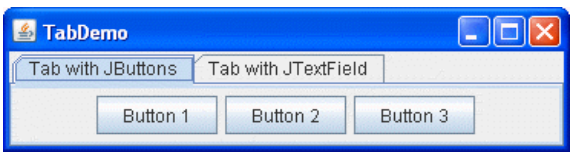 TabDemo
Tab with JButtons Tab with JTextField
Button 1 Button 2 Button 3